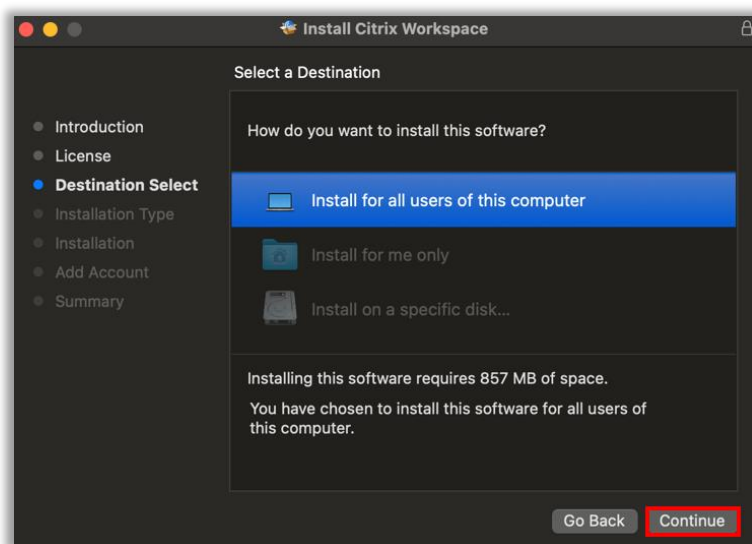 Install Citrix Workspace
Select a Destination
Introduction
License
Destination Select
Installation Type
Installation
Add Account
Summary
How do you want to install this software?
Install for all users of this computer
Install for me only
Install on a specific disk...
Installing this software requires 857 MB of space.
You have chosen to install this software for all users of
this computer.
Go Back
Continue